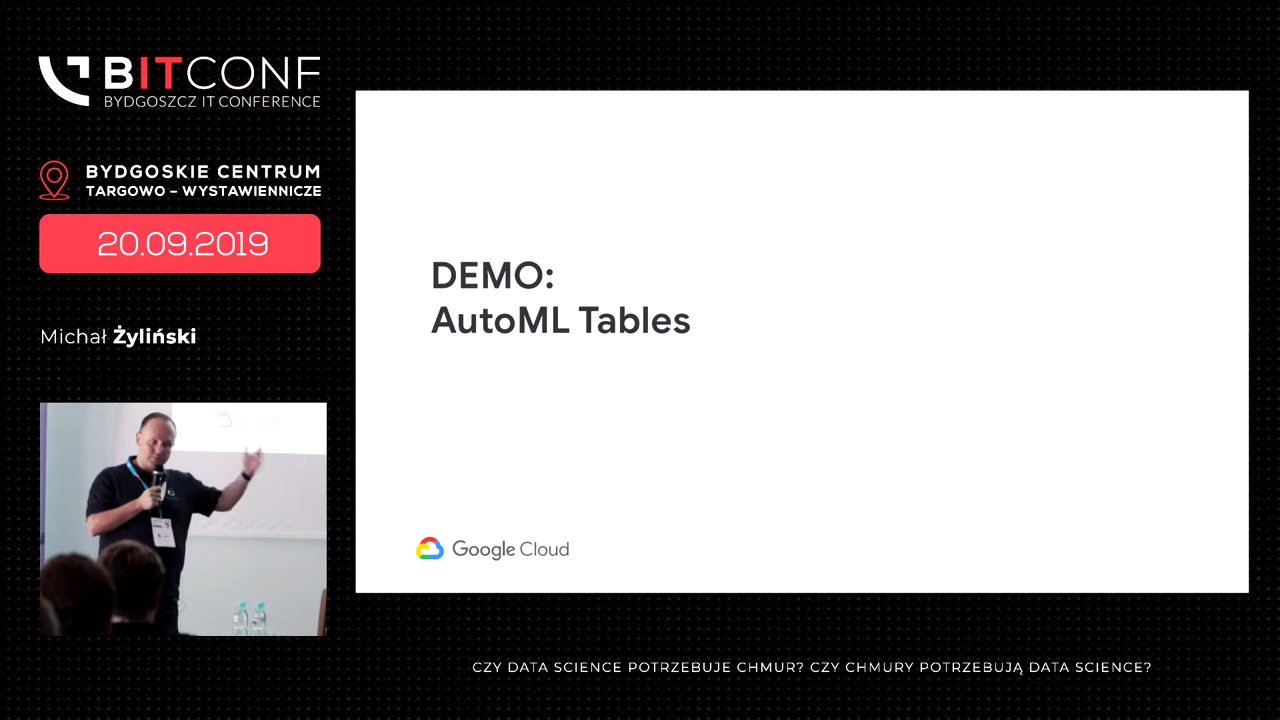 BITCONF
BYDGOSZCZ IT CONFERENCE
BYDGOSKIE CENTRUM
TARGOWO – WYSTAWIENNICZE
20.09.2019
Michał Żyliński
DEMO:
AutoML Tables
Google Cloud
CZY DATA SCIENCE POTRZEBUJE CHMUR? CZY CHMURY POTRZEBUJĄ DATA SCIENCE?